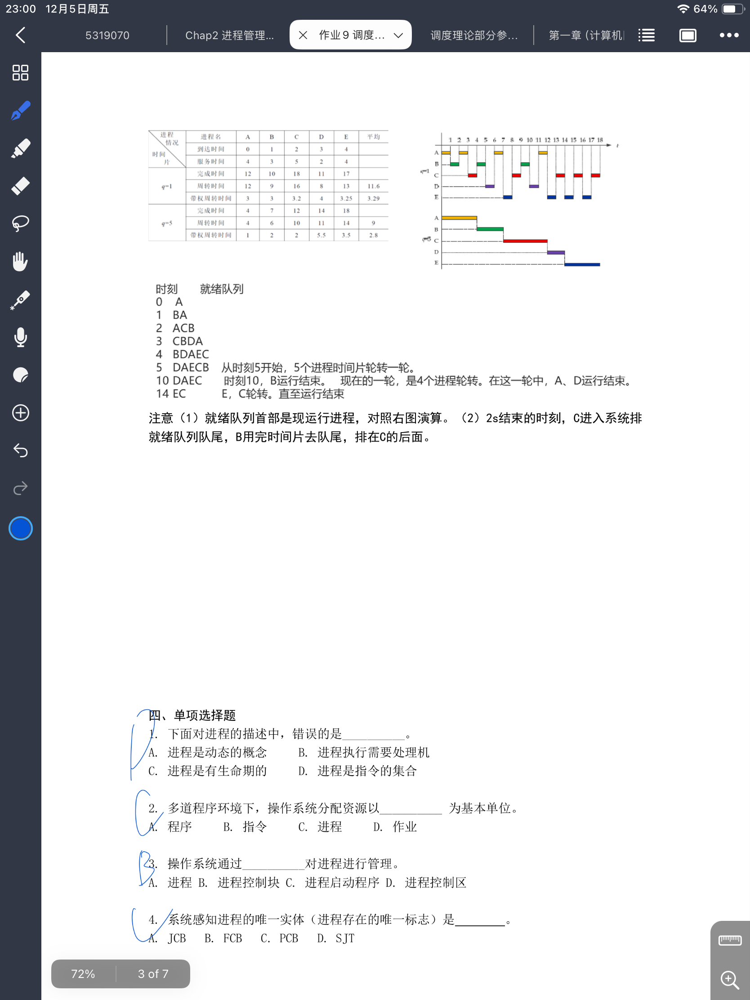 23:00 12月5日周五 64%
5319070 Chap2 进程管理... 作业9 调度... 调度理论部分参... 第一章 (计算机
进程 情况 时间 片 进程名 A B C D E 平均
到达时间 0 1 2 3 4
服务时间 4 3 5 2 4
q=1 完成时间 12 10 18 11 17
周转时间 12 9 16 8 13 11.6
带权周转时间 3 3 3.2 4 3.25 3.29
q=5 完成时间 4 7 12 14 18
周转时间 4 6 10 11 14 9
带权周转时间 1 2 2 5.5 3.5 2.8
1 2 3 4 5 6 7 8 9 10 11 12 13 14 15 16 17 18 t
A
B
q=1
C
D
E
A
B
q=5 C
D
E
时刻 就绪队列
0 A
1 BA
2 ACB
3 CBDA
4 BDAEC
5 DAECB 从时刻5开始，5个进程时间片轮转一轮。
10 DAEC 时刻10，B运行结束。 现在的一轮，是4个进程轮转。在这一轮中，A、D运行结束。
14 EC E，C轮转。直至运行结束
注意（1）就绪队列首部是现运行进程，对照右图演算。（2）2s结束的时刻，C进入系统排
就绪队列队尾，B用完时间片去队尾，排在C的后面。
四、单项选择题
D
1. 下面对进程的描述中，错误的是__________。
A. 进程是动态的概念 B. 进程执行需要处理机
C. 进程是有生命期的 D. 进程是指令的集合
C
2. 多道程序环境下，操作系统分配资源以__________ 为基本单位。
A. 程序 B. 指令 C. 进程 D. 作业
B
3. 操作系统通过__________对进程进行管理。
A. 进程 B. 进程控制块 C. 进程启动程序 D. 进程控制区
C
4. 系统感知进程的唯一实体（进程存在的唯一标志）是________。
A. JCB B. FCB C. PCB D. SJT
72% 3 of 7